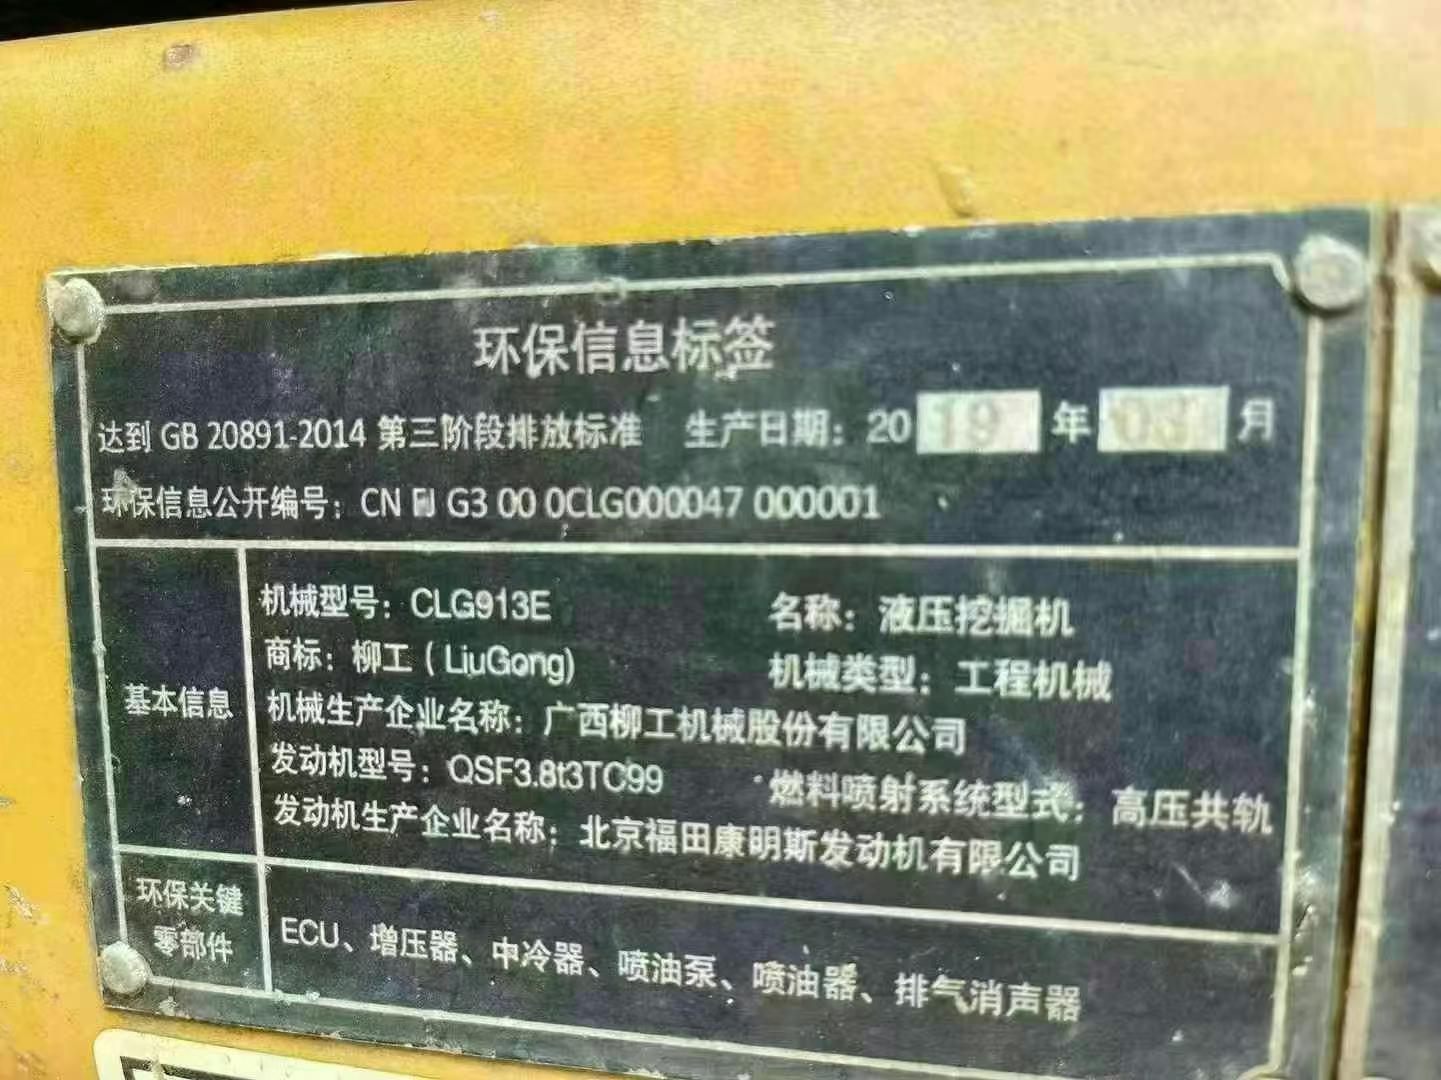 环保信息标签
达到 GB 20891-2014 第三阶段排放标准 生产日期：2019年 月
环保信息公开编号：CN FJ G3 00 0CLG000047 000001
基本信息
机械型号：CLG913E 名称：液压挖掘机
商标：柳工（LiuGong) 机械类型：工程机械
机械生产企业名称：广西柳工机械股份有限公司
发动机型号：QSF3.8t3TC99 燃料喷射系统型式：高压共轨
发动机生产企业名称：北京福田康明斯发动机有限公司
环保关键
零部件
ECU、增压器、中冷器、喷油泵、喷油器、排气消声器